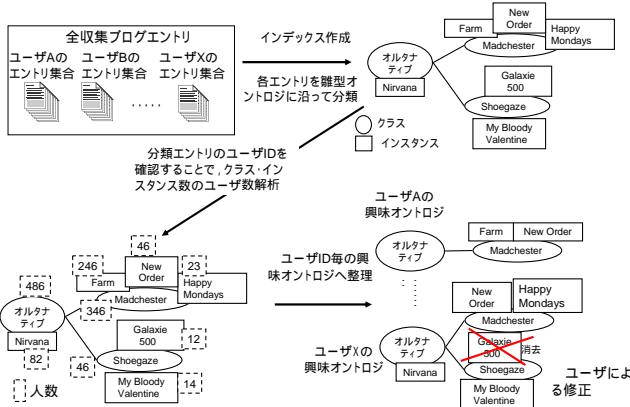 全収集ブログエントリ
ユーザAの
エントリ集合
ユーザBの
エントリ集合
ユーザXの
エントリ集合
.....
インデックス作成
各エントリを雛型オ
ントロジに沿って分類
オルタナ
ティブ
Nirvana
Farm
New
Order
Happy
Mondays
Madchester
Galaxie
500
Shoegaze
My Bloody
Valentine
クラス
インスタンス
分類エントリのユーザIDを
確認することで,クラス・イン
スタンス数のユーザ数解析
486
オルタナ
ティブ
Nirvana
82
246
Farm
46
New
Order
23
Happy
Mondays
346
Madchester
Galaxie
500
12
46
Shoegaze
My Bloody
Valentine
14
人数
ユーザID毎の興
味オントロジへ整理
ユーザAの
興味オントロジ
オルタナ
ティブ
Farm
New Order
Madchester
ユーザXの
興味オントロジ
オルタナ
ティブ
Nirvana
New
Order
Happy
Mondays
Madchester
Galaxie
500
消去
Shoegaze
My Bloody
Valentine
ユーザによ
る修正